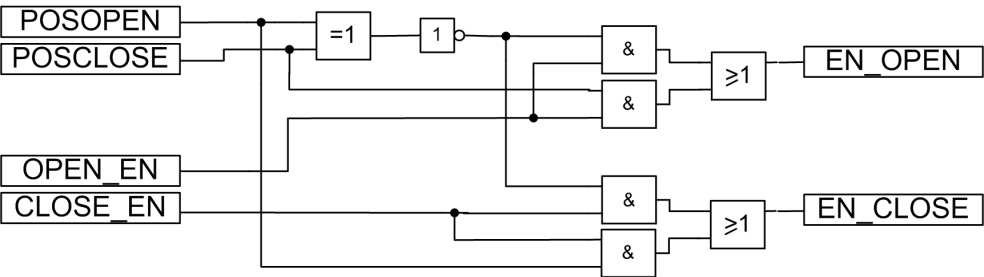 POSOPEN
POSCLOSE
=1
1
&
&
≥1
EN_OPEN
OPEN_EN
CLOSE_EN
&
&
≥1
EN_CLOSE